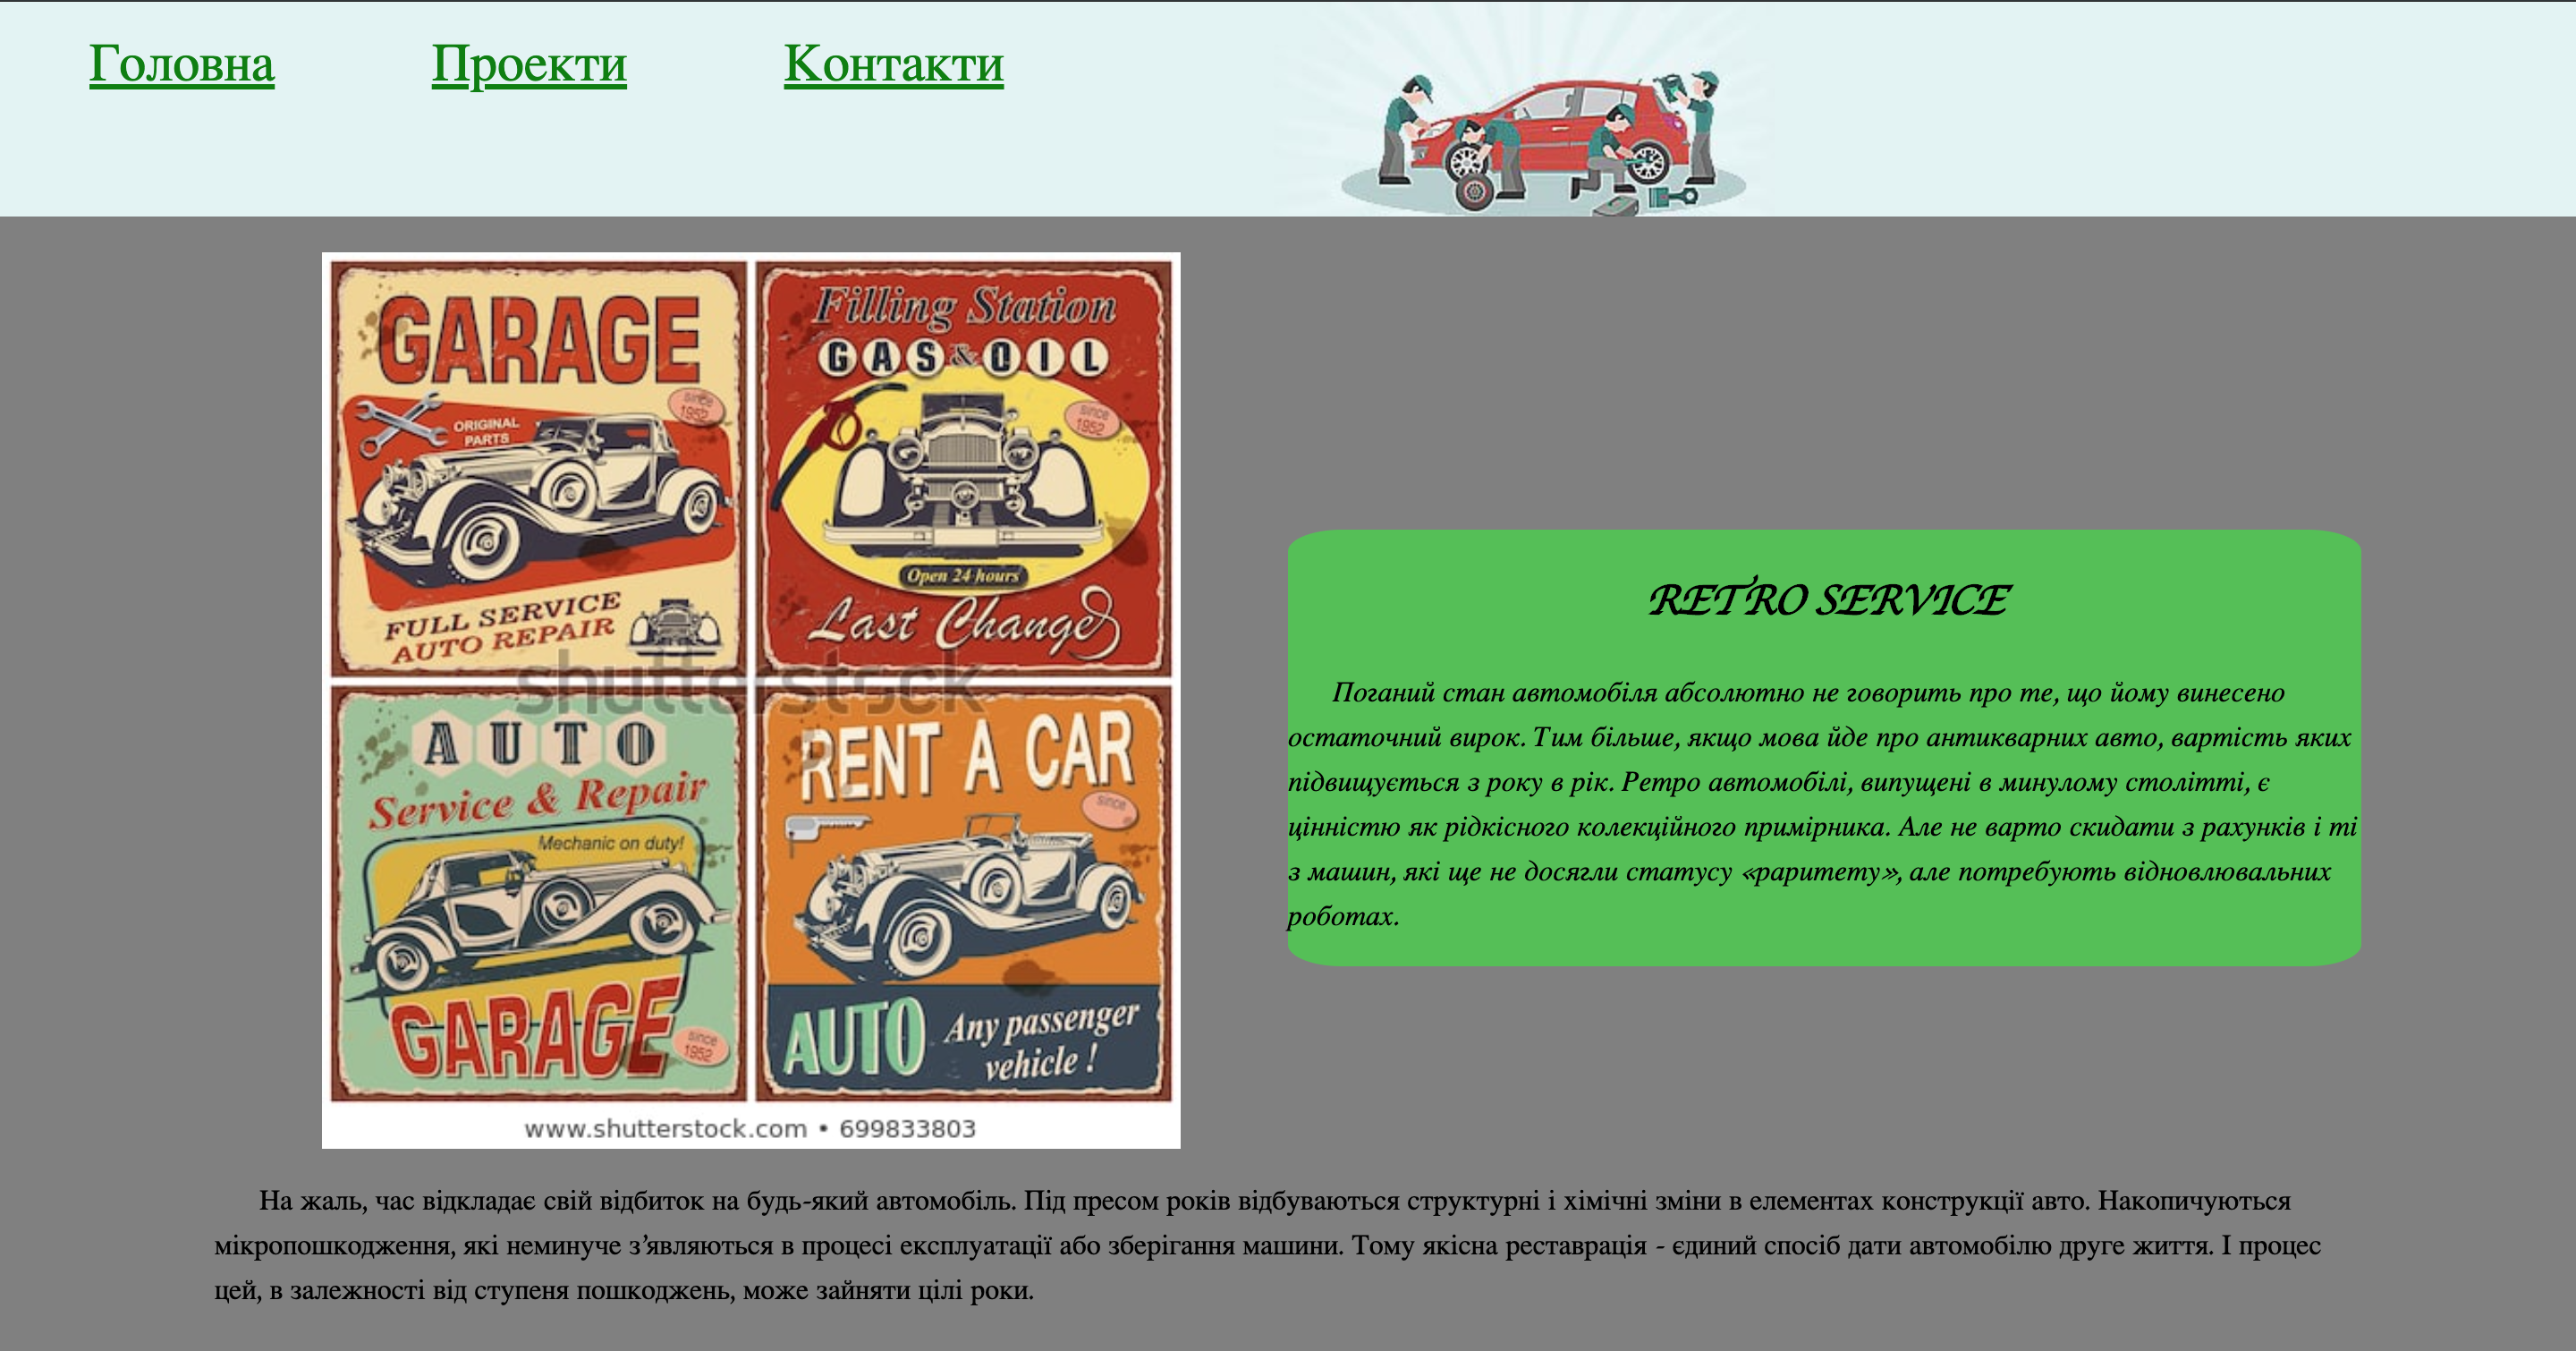 Головна Проекти Контакти
GARAGE
since
1952
ORIGINAL
PARTS
FULL SERVICE
AUTO REPAIR
Filling Station
GAS & OIL
since
1952
Open 24 hours
Last Change
shutterstock
AUTO
Service & Repair
Mechanic on duty!
GARAGE
since
1952
RENT A CAR
since
AUTO
Any passenger
vehicle !
www.shutterstock.com • 699833803
RETRO SERVICE
Поганий стан автомобіля абсолютно не говорить про те, що йому винесено
остаточний вирок. Тим більше, якщо мова йде про антикварних авто, вартість яких
підвищується з року в рік. Ретро автомобілі, випущені в минулому столітті, є
цінністю як рідкісного колекційного примірника. Але не варто скидати з рахунків і ті
з машин, які ще не досягли статусу «раритету», але потребують відновлювальних
роботах.
На жаль, час відкладає свій відбиток на будь-який автомобіль. Під пресом років відбуваються структурні і хімічні зміни в елементах конструкції авто. Накопичуються
мікропошкодження, які неминуче з’являються в процесі експлуатації або зберігання машини. Тому якісна реставрація - єдиний спосіб дати автомобілю друге життя. І процес
цей, в залежності від ступеня пошкоджень, може зайняти цілі роки.